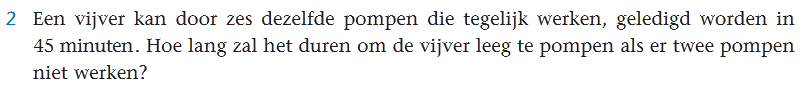 2 Een vijver kan door zes dezelfde pompen die tegelijk werken, geledigd worden in
45 minuten. Hoe lang zal het duren om de vijver leeg te pompen als er twee pompen
niet werken?